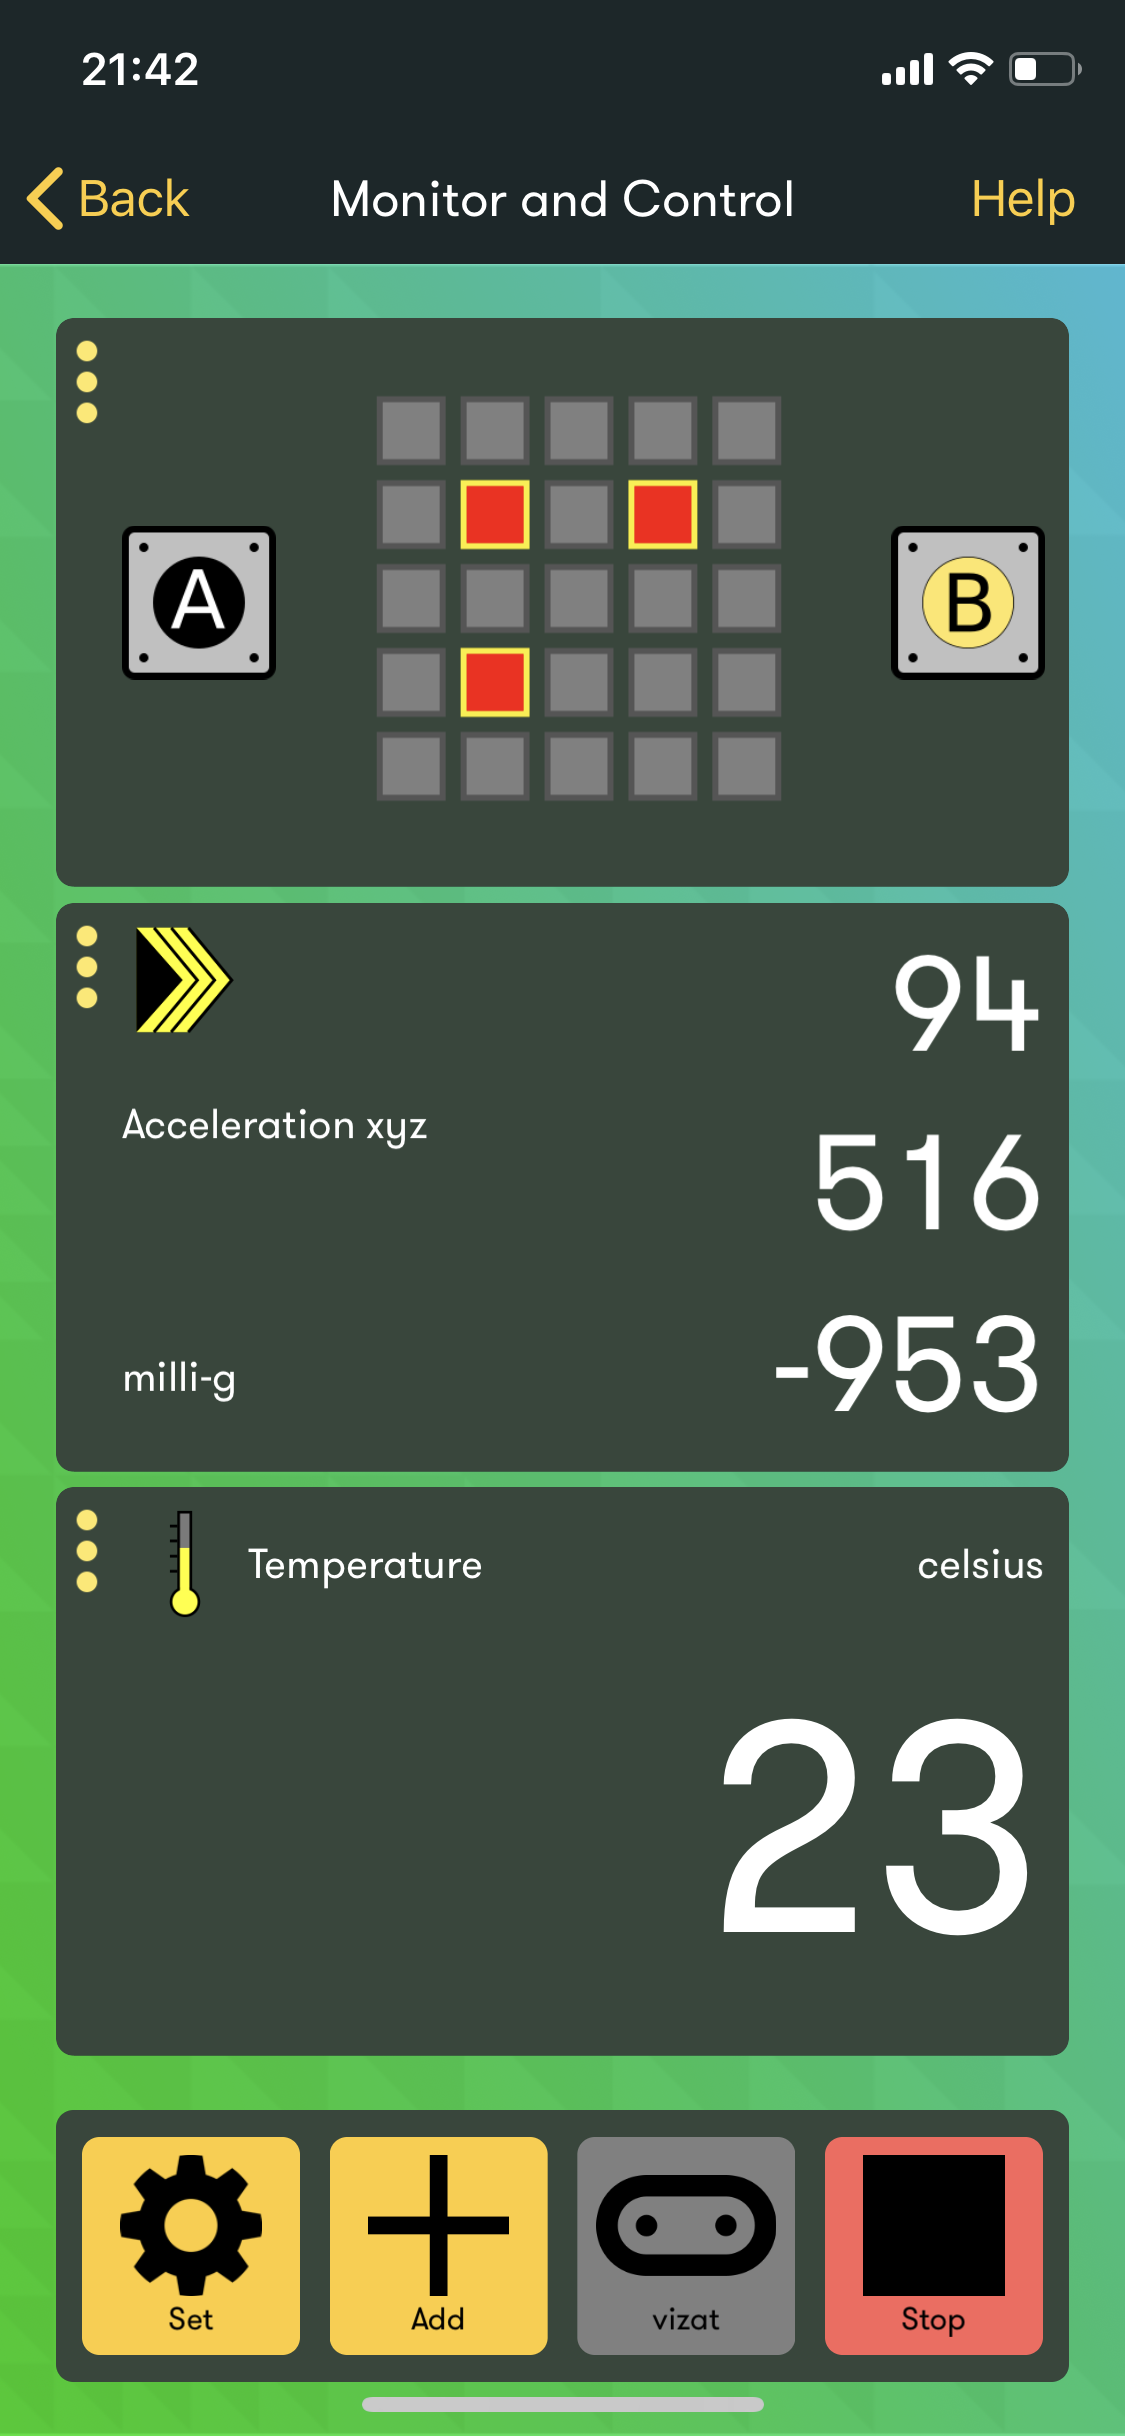 21:42
Back
Monitor and Control
Help
A
B
94
Acceleration xyz
516
milli-g
-953
Temperature
celsius
23
Set
Add
vizat
Stop